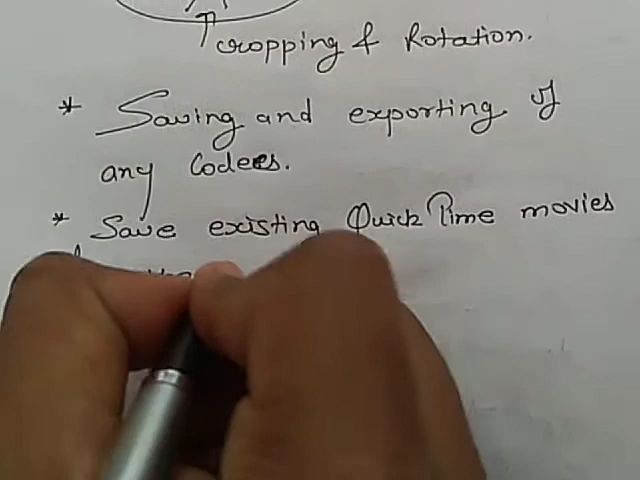 cropping & Rotation.
* Saving and exporting of
any Codecs.
* Save existing QuickTime movies